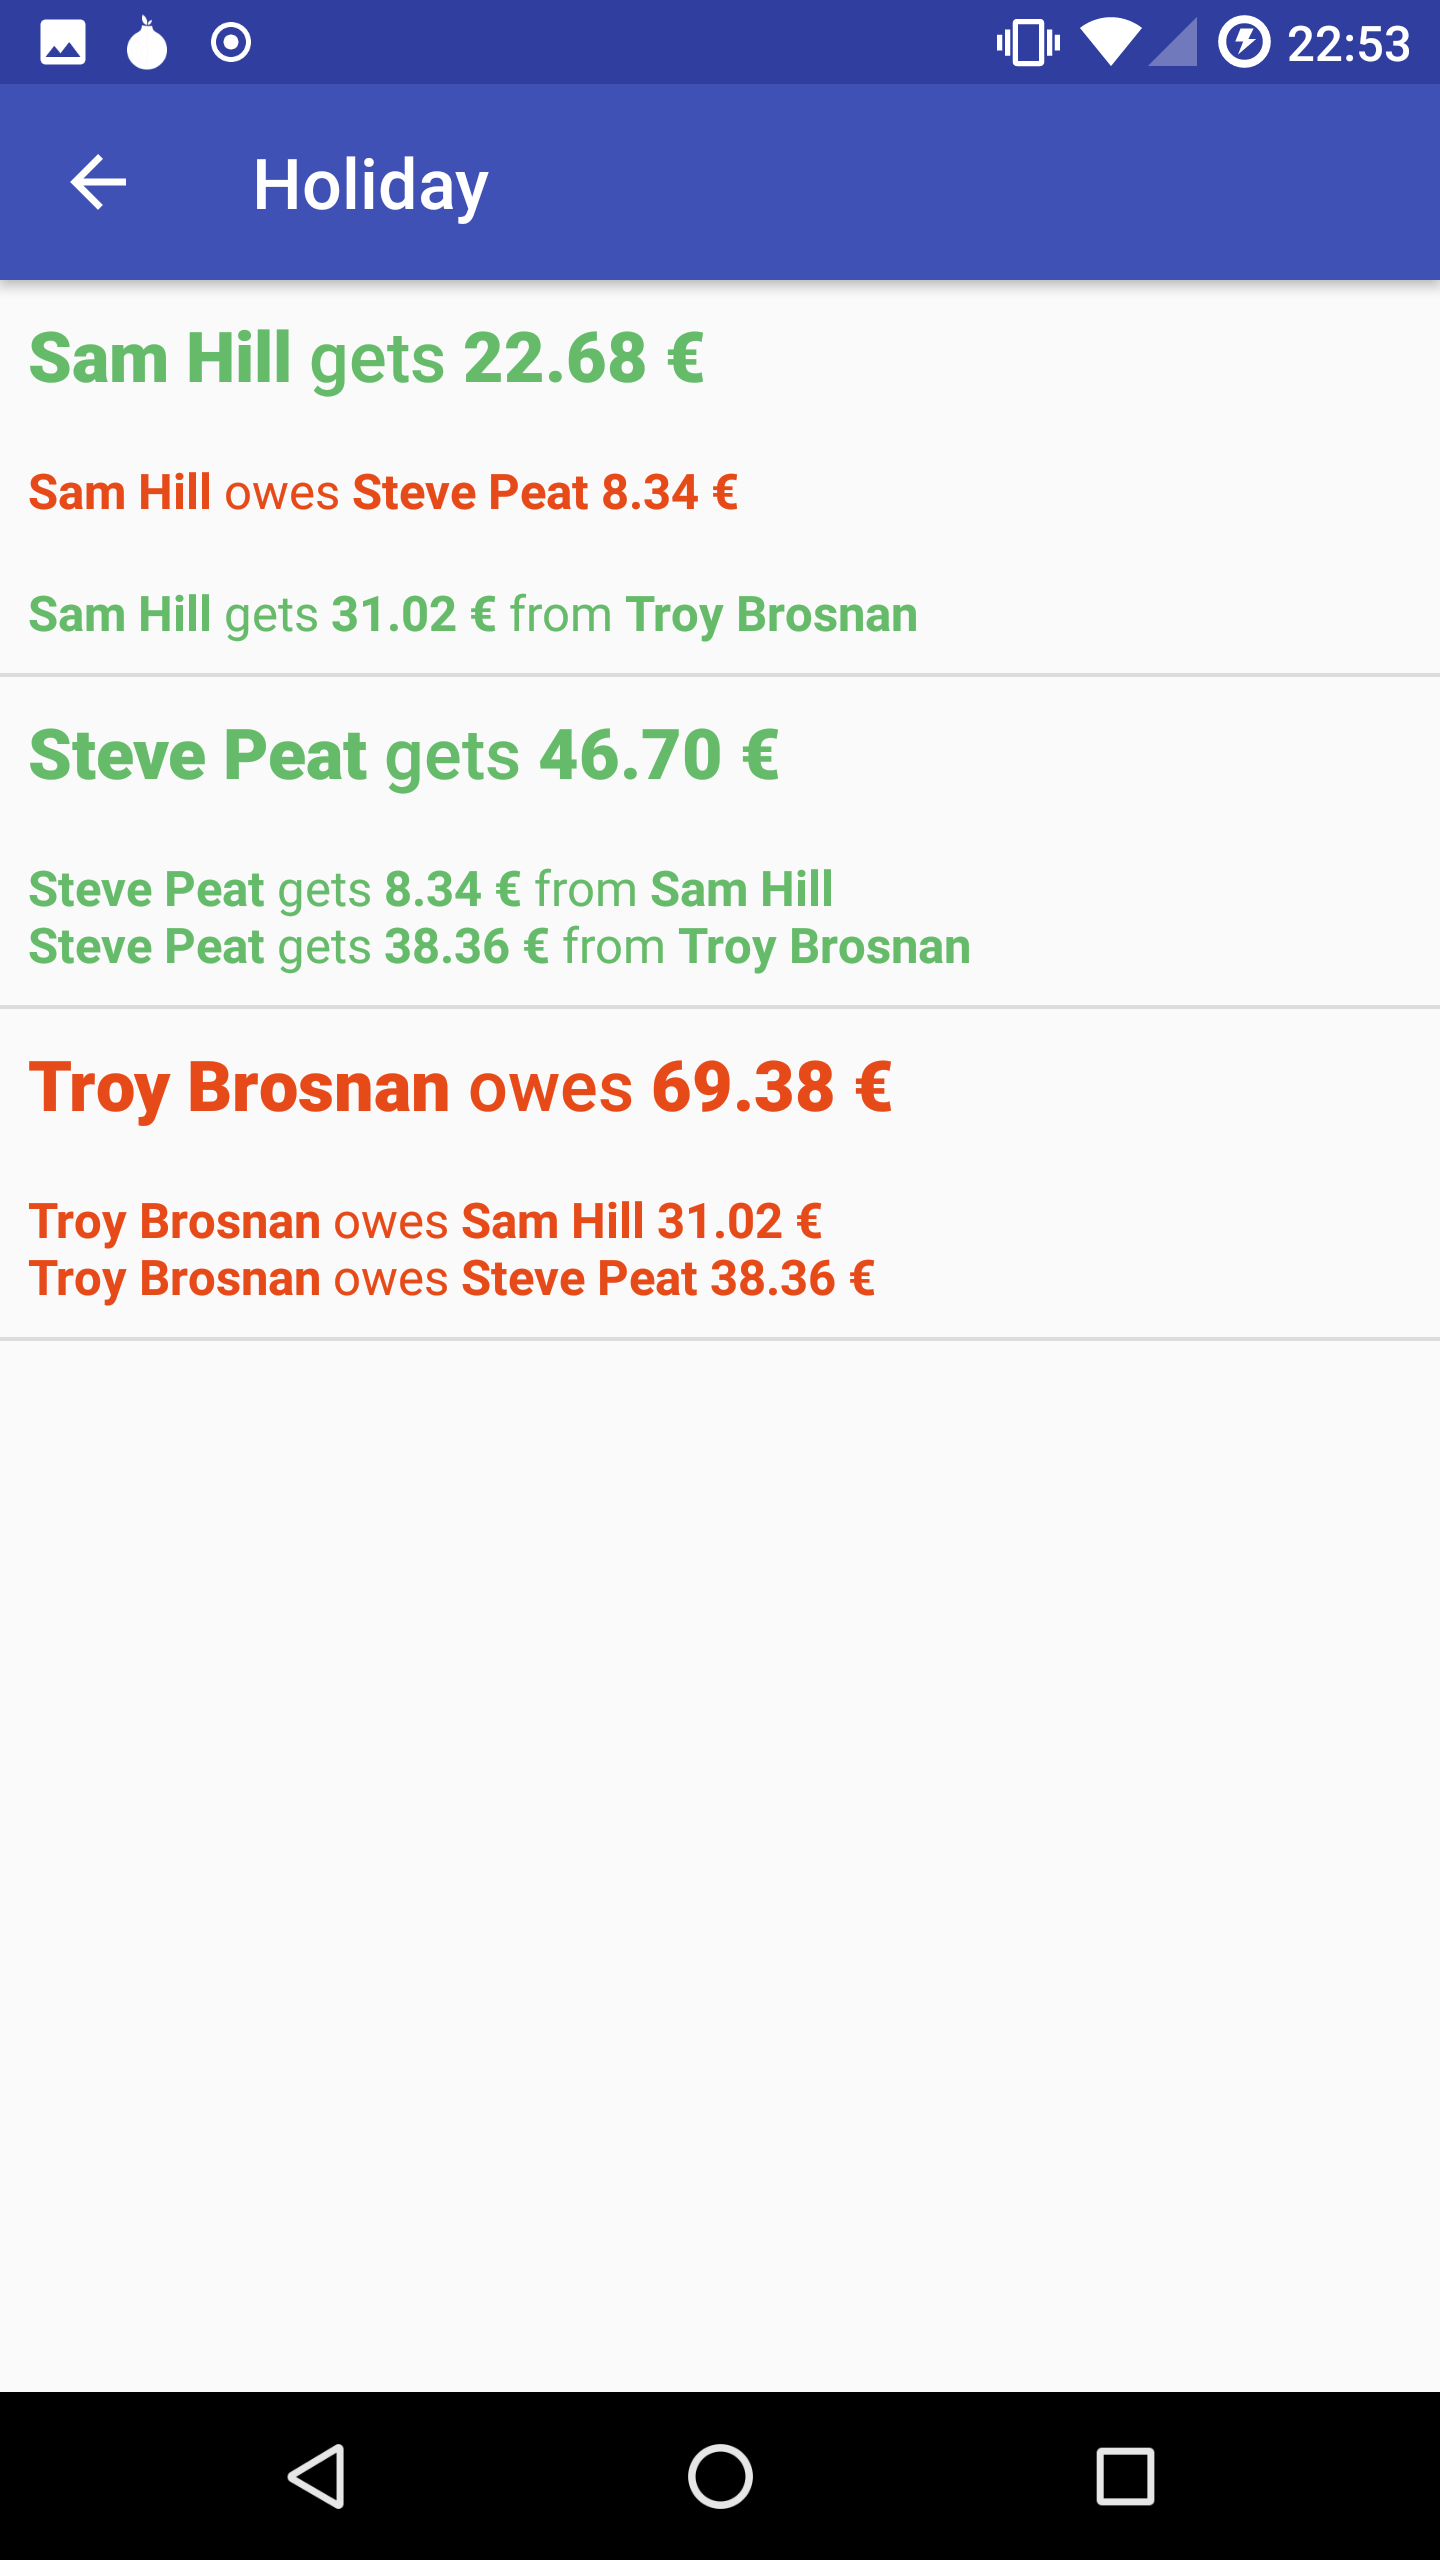 22:53
Holiday
Sam Hill gets 22.68 €
Sam Hill owes Steve Peat 8.34 €
Sam Hill gets 31.02 € from Troy Brosnan
Steve Peat gets 46.70 €
Steve Peat gets 8.34 € from Sam Hill
Steve Peat gets 38.36 € from Troy Brosnan
Troy Brosnan owes 69.38 €
Troy Brosnan owes Sam Hill 31.02 €
Troy Brosnan owes Steve Peat 38.36 €